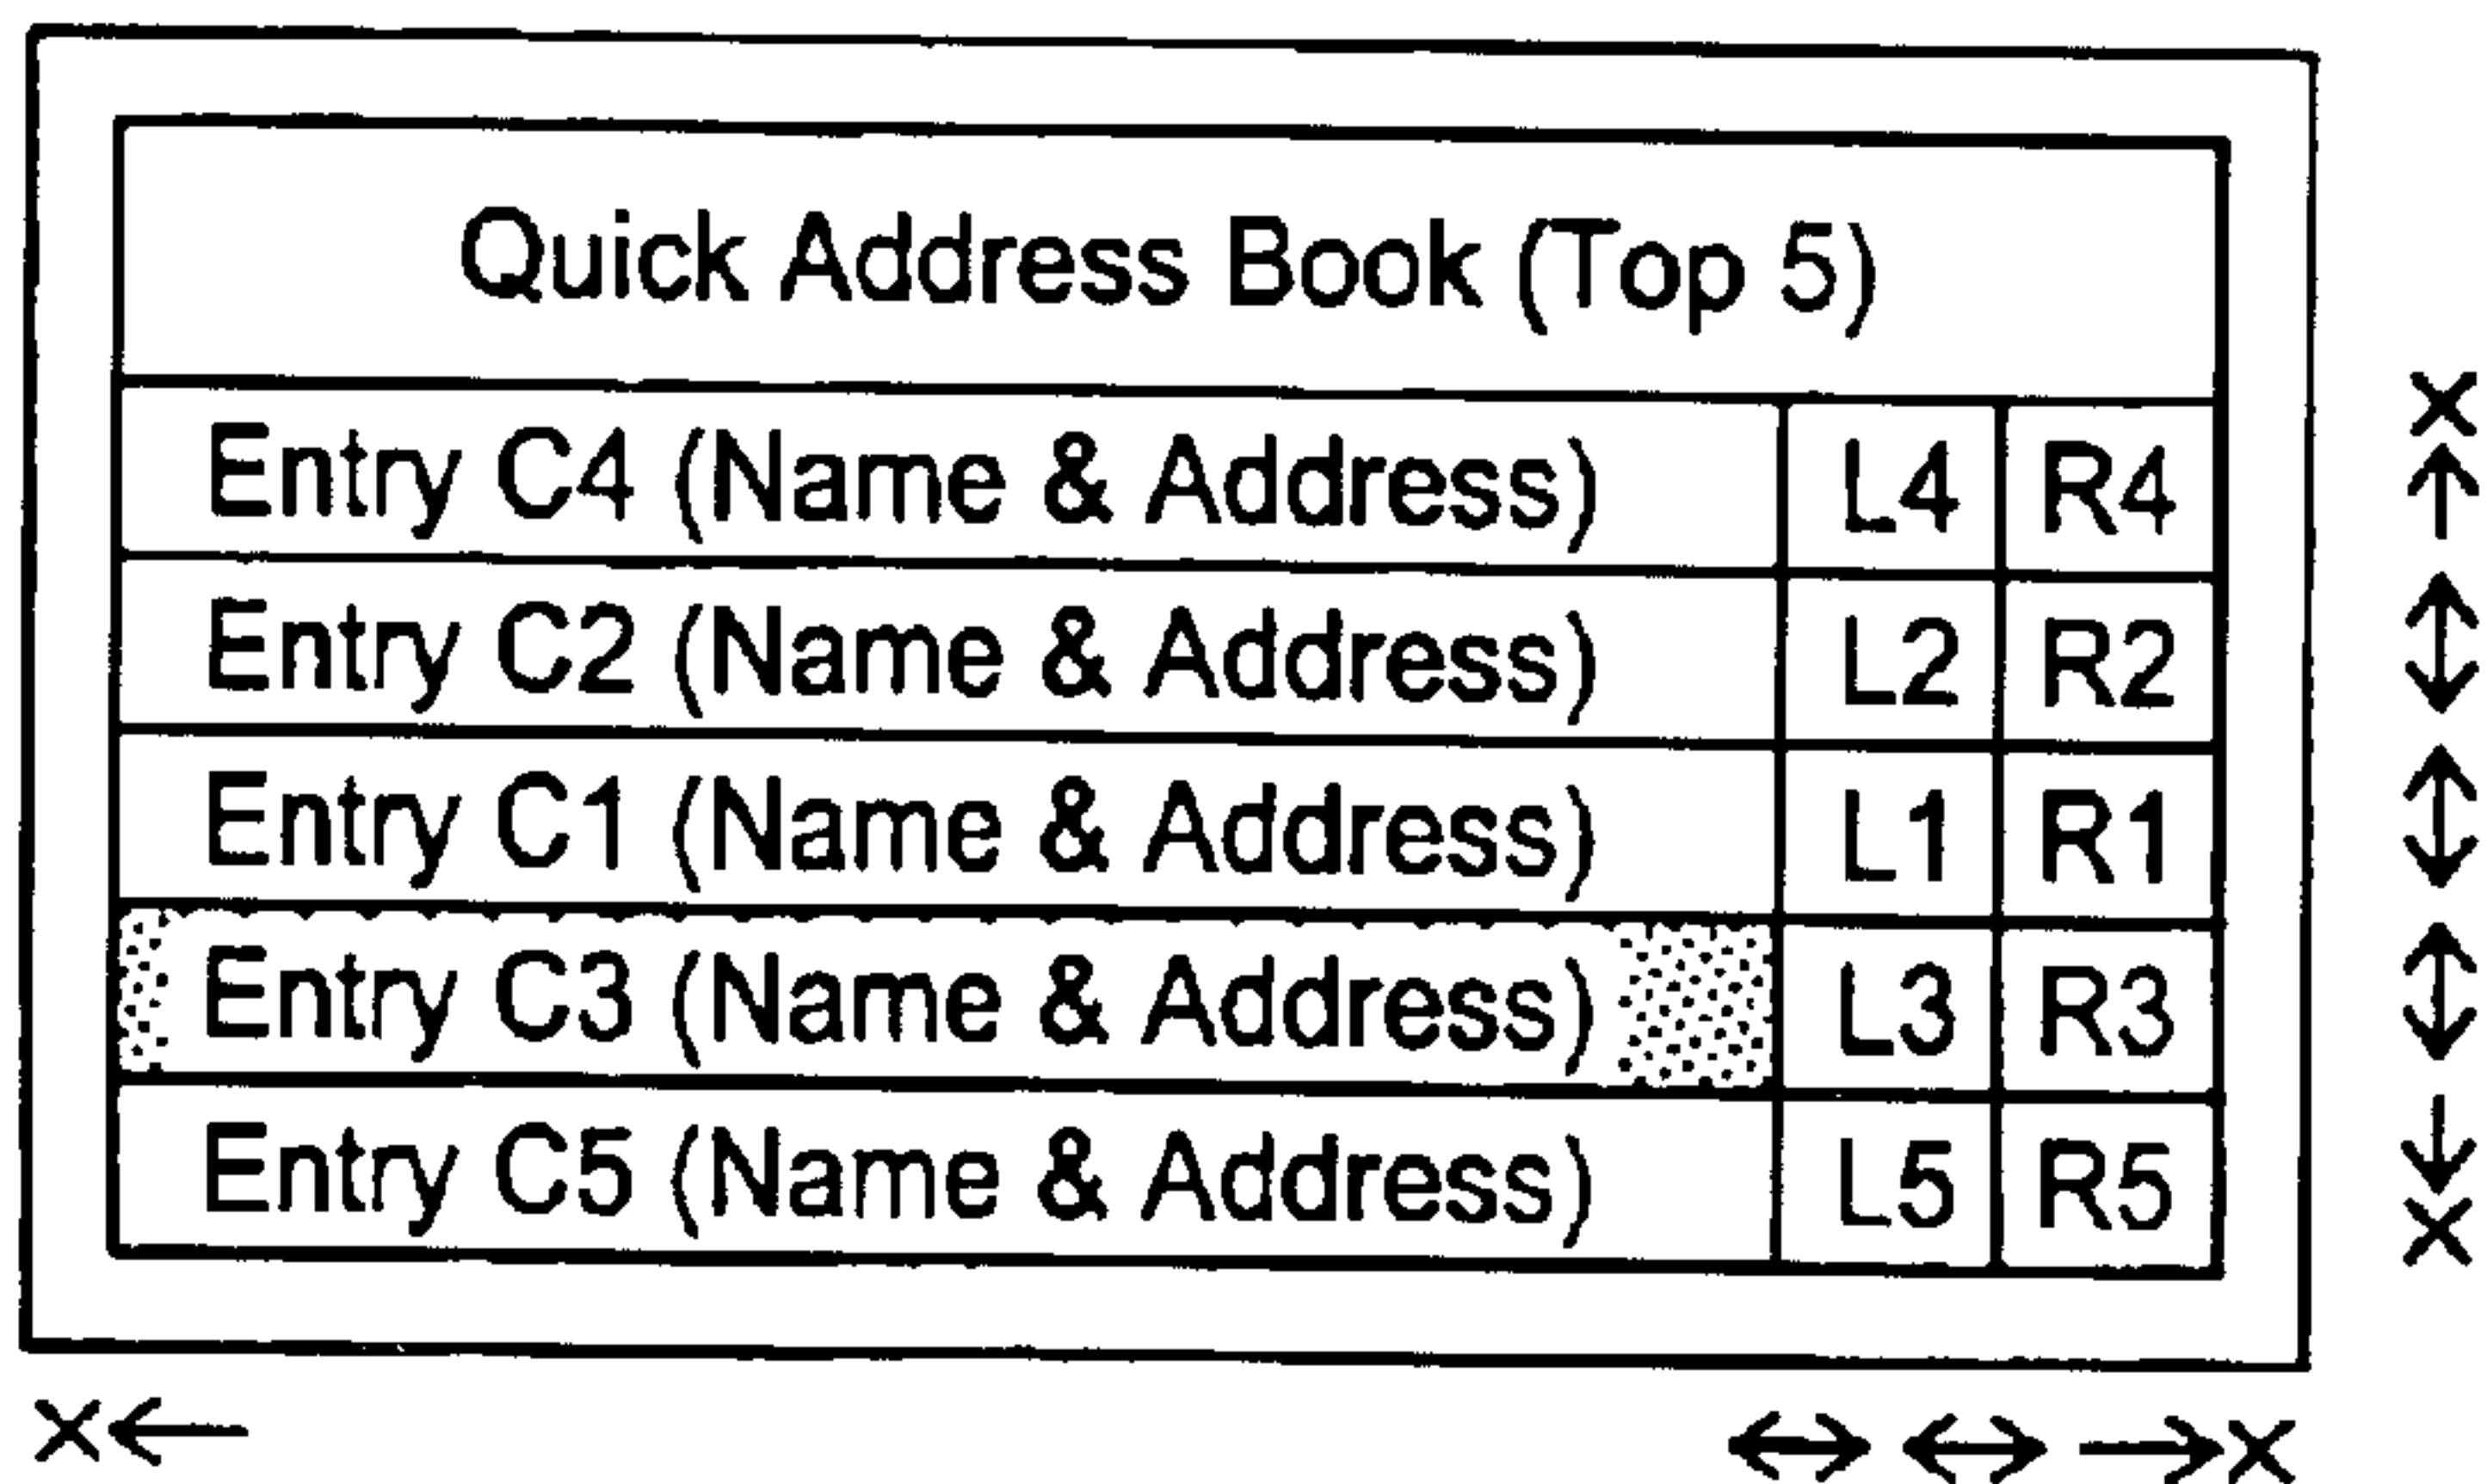 Quick Address Book (Top 5)
Entry C4 (Name & Address) L4 R4
Entry C2 (Name & Address) L2 R2
Entry C1 (Name & Address) L1 R1
Entry C3 (Name & Address) L3 R3
Entry C5 (Name & Address) L5 R5